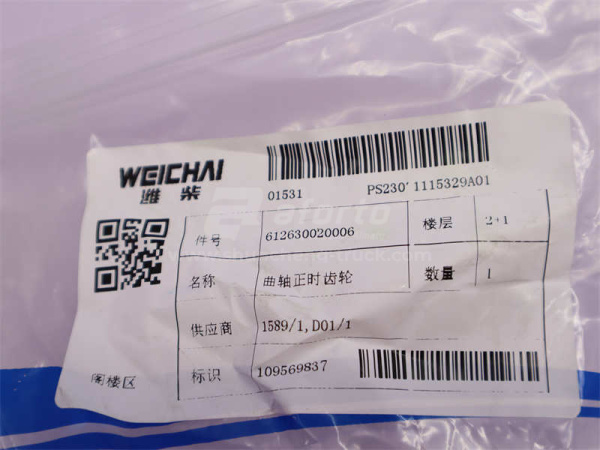 WEICHAI
潍柴
01531 PS230' 1115329A01
件号 612630020006 楼层 2+1
名称 曲轴正时齿轮 数量 1
供应商 1589/1,D01/1
标识 109569837
阁楼区